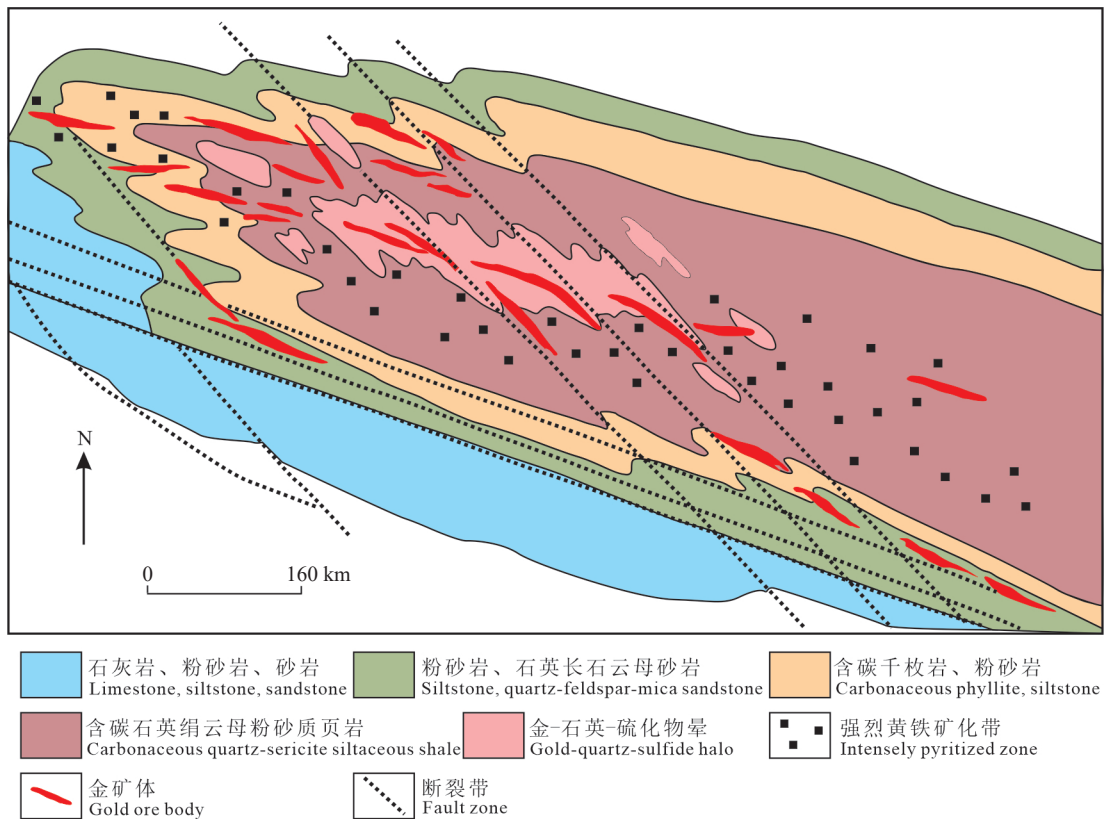 N
0 160 km
石灰岩、粉砂岩、砂岩
Limestone, siltstone, sandstone
粉砂岩、石英长石云母砂岩
Siltstone, quartz-feldspar-mica sandstone
含碳千枚岩、粉砂岩
Carbonaceous phyllite, siltstone
含碳石英绢云母粉砂质页岩
Carbonaceous quartz-sericite siltaceous shale
金-石英-硫化物晕
Gold-quartz-sulfide halo
强烈黄铁矿化带
Intensely pyritized zone
金矿体
Gold ore body
断裂带
Fault zone